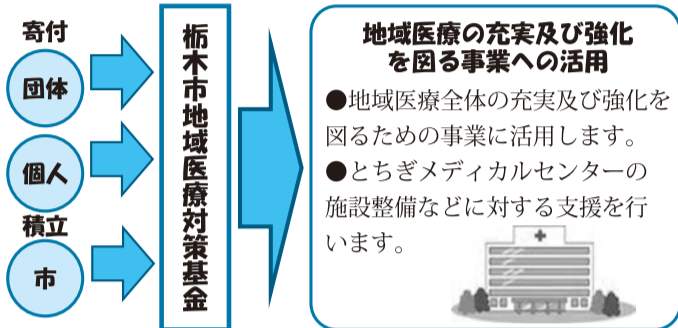 寄付
団体
個人
積立
市
栃木市地域医療対策基金
地域医療の充実及び強化
を図る事業への活用
●地域医療全体の充実及び強化を
図るための事業に活用します。
●とちぎメディカルセンターの
施設整備などに対する支援を行
います。